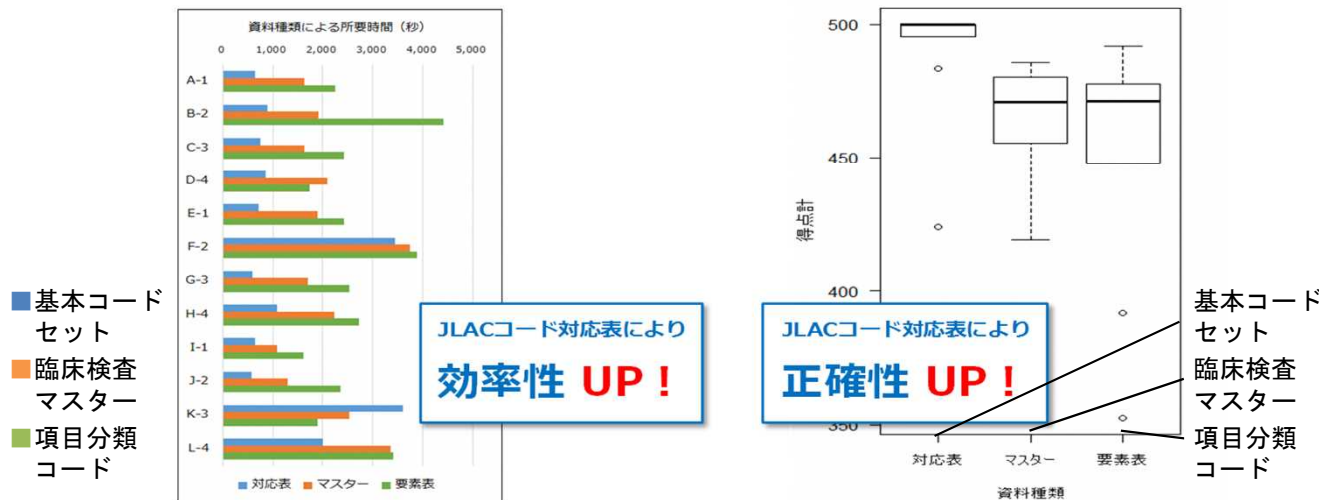 資料種類による所要時間（秒）
0 1,000 2,000 3,000 4,000 5,000
A-1
B-2
C-3
D-4
E-1
F-2
G-3
H-4
I-1
J-2
K-3
L-4
対応表 マスター 要素表
基本コード
セット
臨床検査
マスター
項目分類
コード
JLACコード対応表により
効率性 UP！
500
450
400
350
得点計
対応表 マスター 要素表
資料種類
JLACコード対応表により
正確性 UP！
基本コード
セット
臨床検査
マスター
項目分類
コード